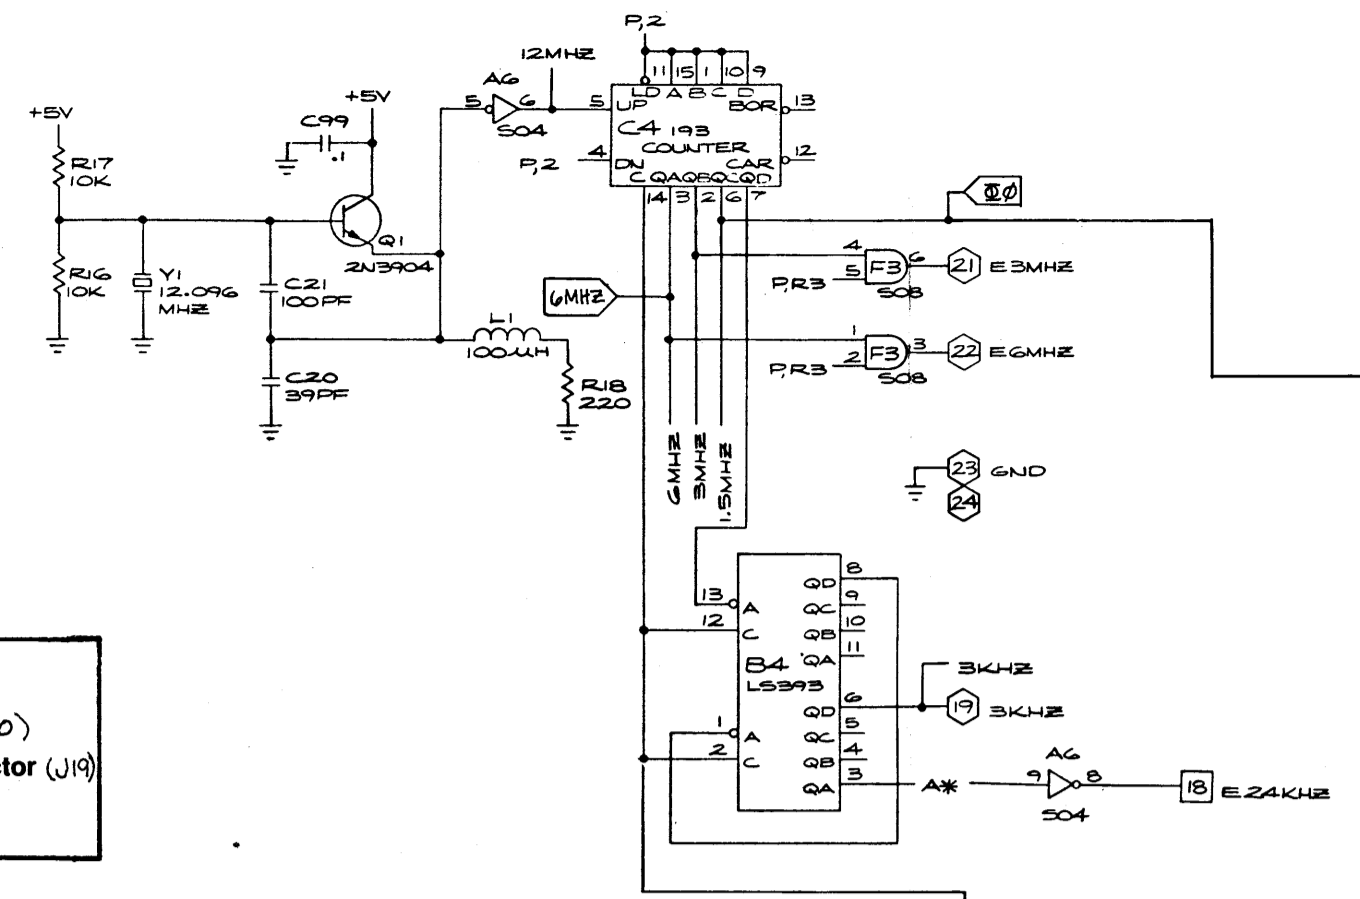 P,2
12MHZ
11 15 1 10 9
A6
5 6
S04
5
LD A B C D
UP BOR 13
C4 193
COUNTER
P,2 4 DN CAR 12
C QA QB QC QD
14 3 2 6 7
+5V
R17
10K
R16
10K
Y1
12.096
MHZ
+5V
C99
.1
Q1
2N3904
C21
100PF
C20
39PF
L1
100µH
R18
220
ΦØ
4
5
F3
6
S08
21 E3MHZ
P,R3
6MHZ
1
2
F3
3
S08
22 E6MHZ
P,R3
6MHZ
3MHZ
1.5MHZ
23 GND
24
13 A
12 C
B4
LS393
1 A
2 C
QD 8
QC 9
QB 10
QA 11
QD 6
QC 5
QB 4
QA 3
3KHZ
19 3KHZ
A*
A6
9 8
S04
18 E24KHZ
tor (J19)